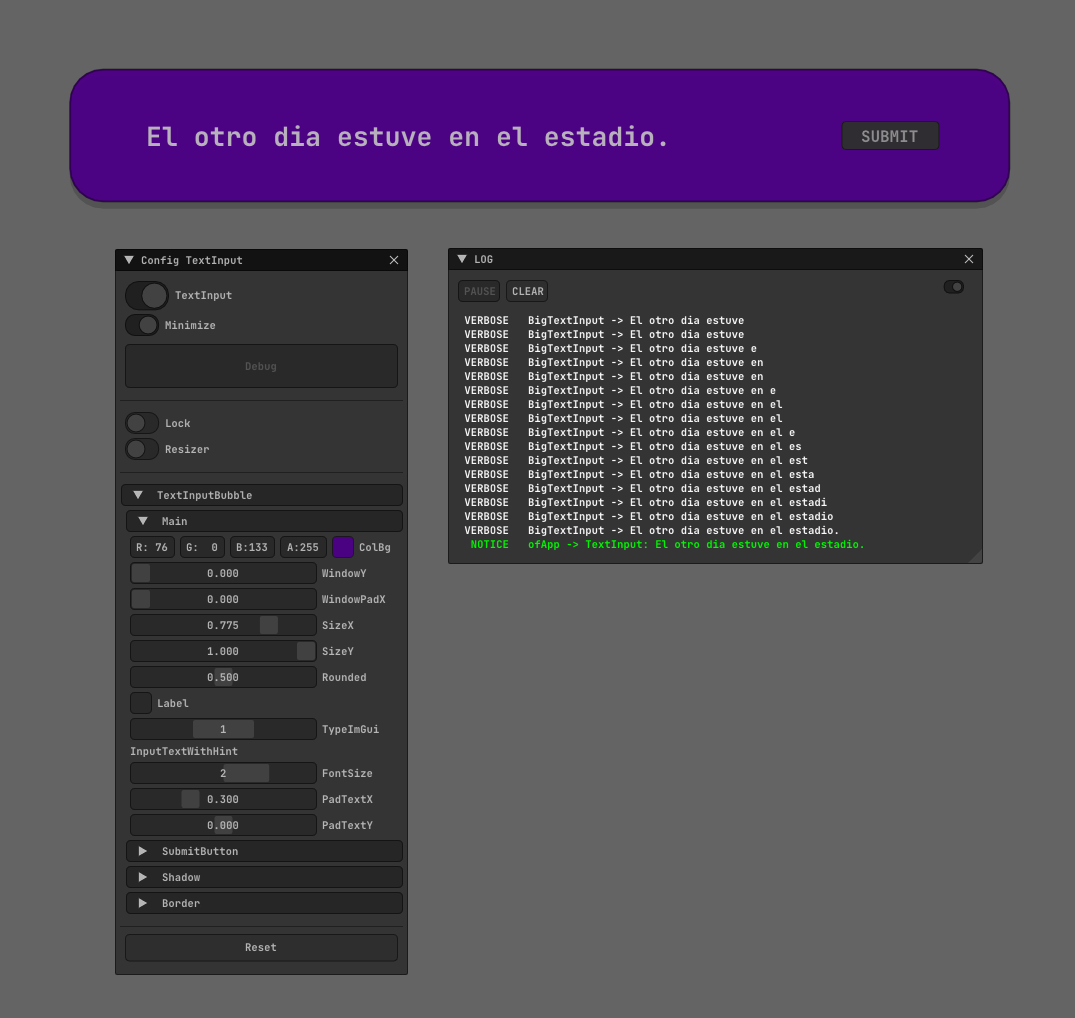 El otro dia estuve en el estadio.
SUBMIT
Config TextInput
TextInput
Minimize
Debug
Lock
Resizer
TextInputBubble
Main
R: 76 G: 0 B:133 A:255 ColBg
0.000 WindowY
0.000 WindowPadX
0.775 SizeX
1.000 SizeY
0.500 Rounded
Label
1 TypeImGui
InputTextWithHint
2 FontSize
0.300 PadTextX
0.000 PadTextY
SubmitButton
Shadow
Border
Reset
LOG
PAUSE CLEAR
VERBOSE BigTextInput -> El otro dia estuve
VERBOSE BigTextInput -> El otro dia estuve
VERBOSE BigTextInput -> El otro dia estuve e
VERBOSE BigTextInput -> El otro dia estuve en
VERBOSE BigTextInput -> El otro dia estuve en
VERBOSE BigTextInput -> El otro dia estuve en e
VERBOSE BigTextInput -> El otro dia estuve en el
VERBOSE BigTextInput -> El otro dia estuve en el
VERBOSE BigTextInput -> El otro dia estuve en el e
VERBOSE BigTextInput -> El otro dia estuve en el es
VERBOSE BigTextInput -> El otro dia estuve en el est
VERBOSE BigTextInput -> El otro dia estuve en el esta
VERBOSE BigTextInput -> El otro dia estuve en el estad
VERBOSE BigTextInput -> El otro dia estuve en el estadi
VERBOSE BigTextInput -> El otro dia estuve en el estadio
VERBOSE BigTextInput -> El otro dia estuve en el estadio.
NOTICE ofApp -> TextInput: El otro dia estuve en el estadio.